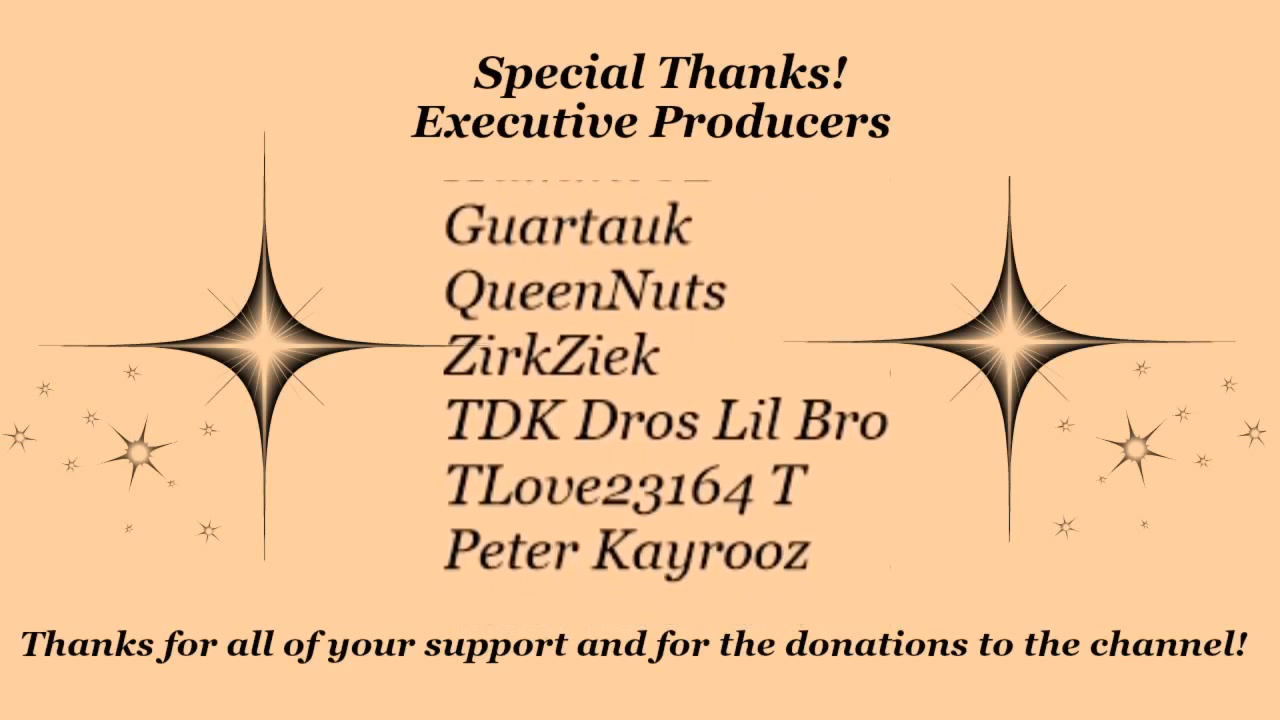 Special Thanks!
Executive Producers
Guartauk
QueenNuts
ZirkZiek
TDK Dros Lil Bro
TLove23164 T
Peter Kayrooz
Thanks for all of your support and for the donations to the channel!